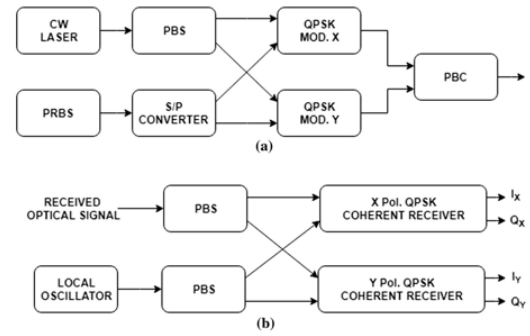 CW
LASER
PBS
QPSK
MOD. X
PBC
PRBS
S/P
CONVERTER
QPSK
MOD. Y
(a)
RECEIVED
OPTICAL SIGNAL
PBS
X Pol. QPSK
COHERENT RECEIVER
IX
QX
LOCAL
OSCILLATOR
PBS
Y Pol. QPSK
COHERENT RECEIVER
IY
QY
(b)